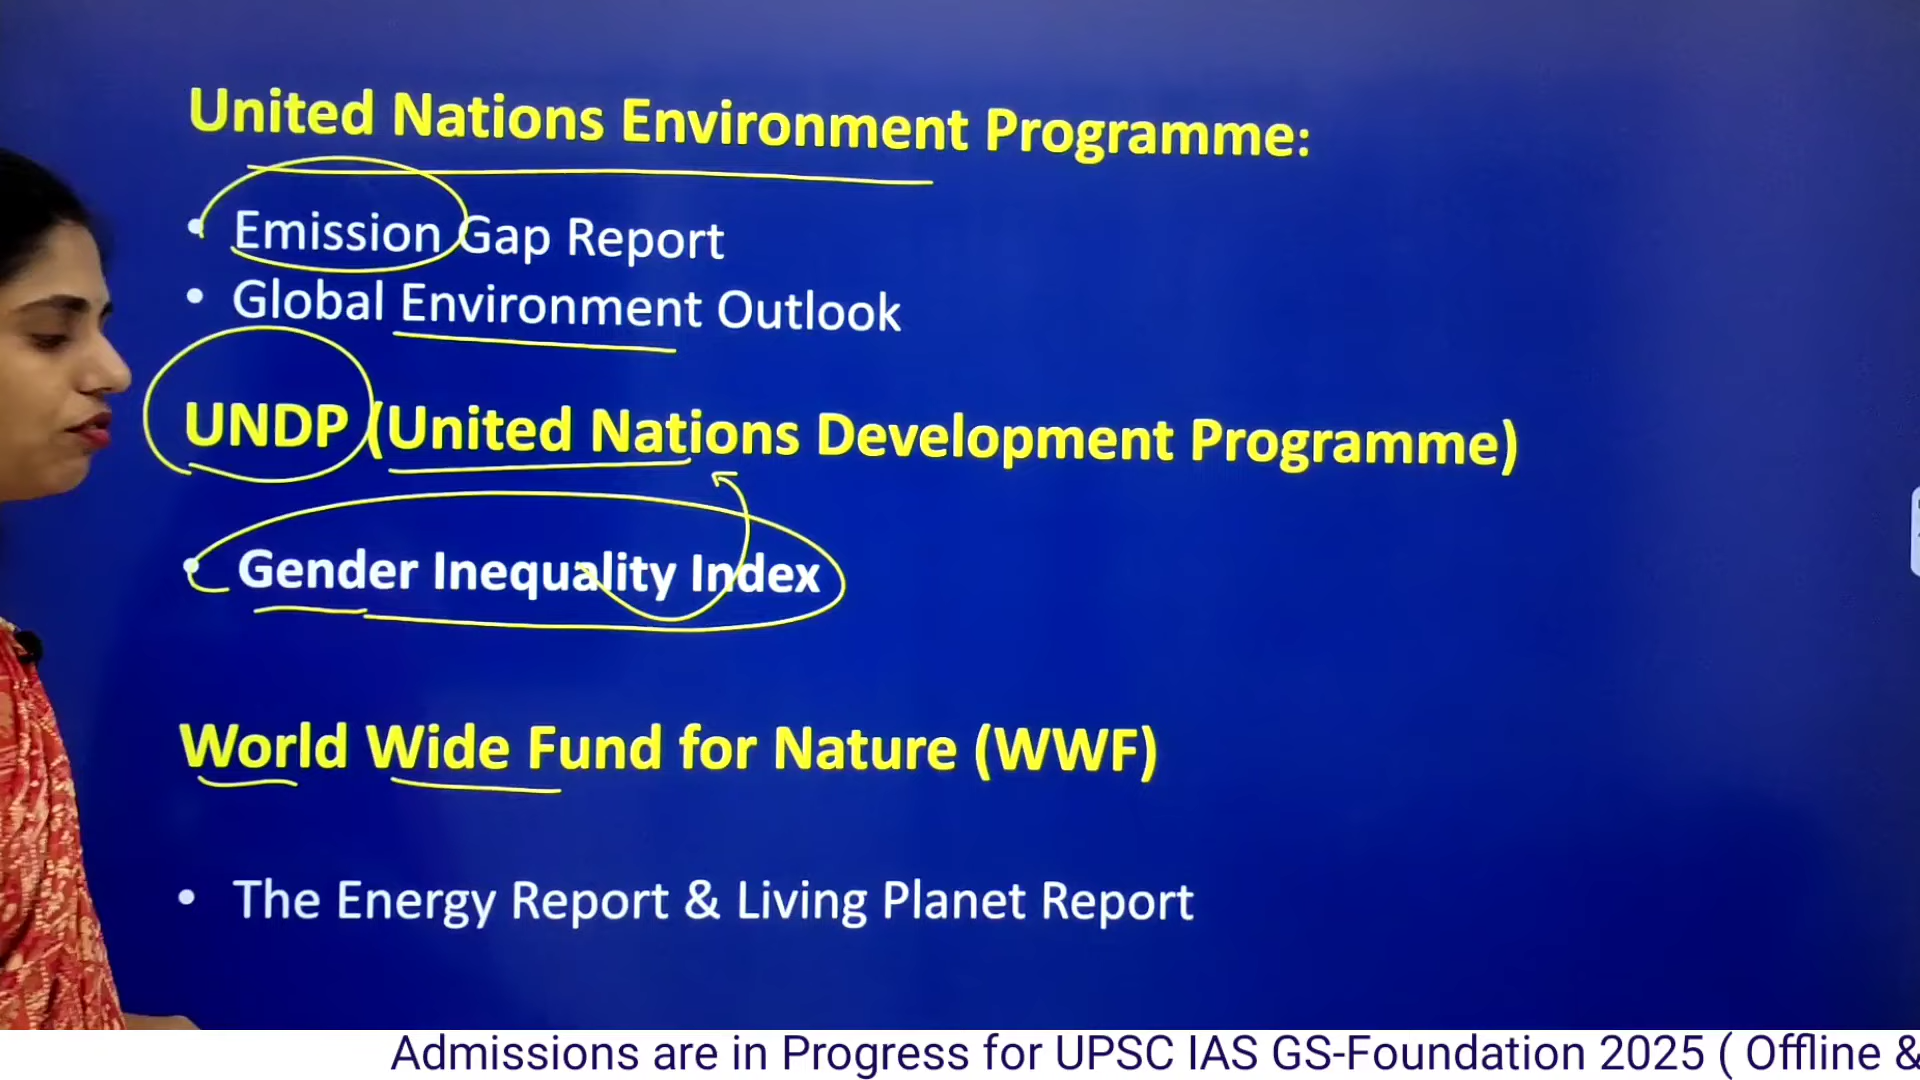 United Nations Environment Programme:
• Emission Gap Report
• Global Environment Outlook
UNDP (United Nations Development Programme)
• Gender Inequality Index
World Wide Fund for Nature (WWF)
• The Energy Report & Living Planet Report
Admissions are in Progress for UPSC IAS GS-Foundation 2025 ( Offline &